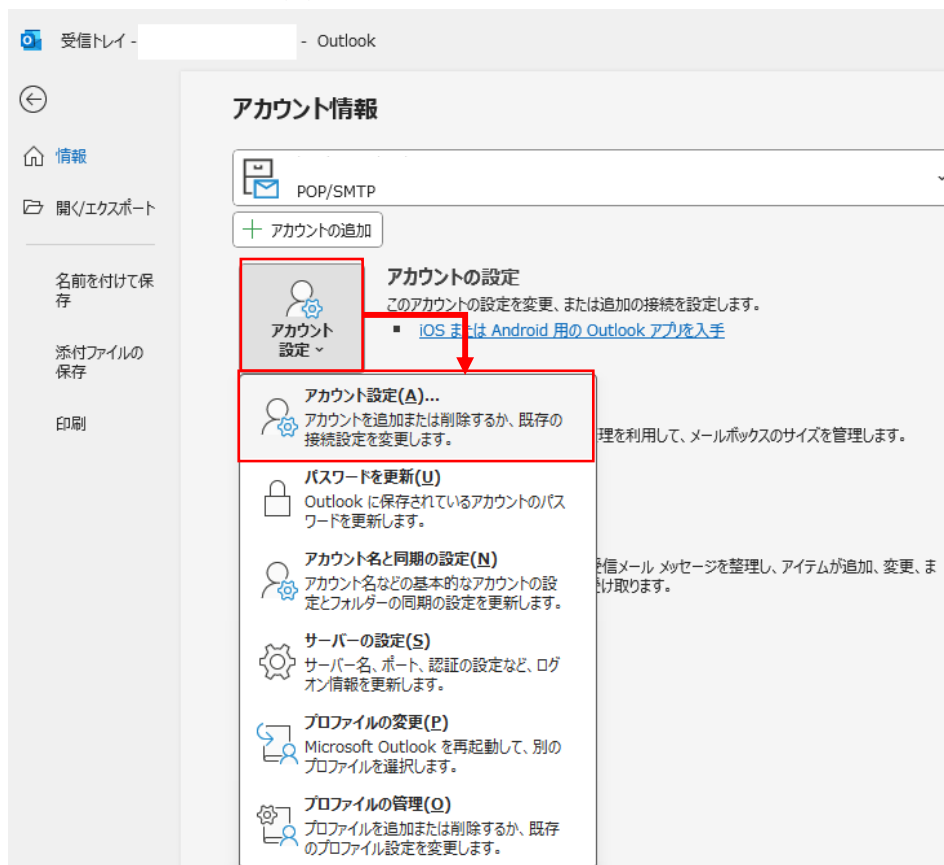 受信トレイ - - Outlook
アカウント情報
情報
開く/エクスポート
名前を付けて保
存
添付ファイルの
保存
印刷
POP/SMTP
アカウントの追加
アカウント
設定
アカウントの設定
このアカウントの設定を変更、または追加の接続を設定します。
iOS または Android 用の Outlook アプリを入手
アカウント設定(A)...
アカウントを追加または削除するか、既存の
接続設定を変更します。
理を利用して、メールボックスのサイズを管理します。
パスワードを更新(U)
Outlook に保存されているアカウントのパス
ワードを更新します。
アカウント名と同期の設定(N)
アカウント名などの基本的なアカウントの設
定とフォルダーの同期の設定を更新します。
受信メール メッセージを整理し、アイテムが追加、変更、ま
け取ります。
サーバーの設定(S)
サーバー名、ポート、認証の設定など、ログ
オン情報を更新します。
プロファイルの変更(P)
Microsoft Outlook を再起動して、別の
プロファイルを選択します。
プロファイルの管理(O)
プロファイルを追加または削除するか、既存
のプロファイル設定を変更します。